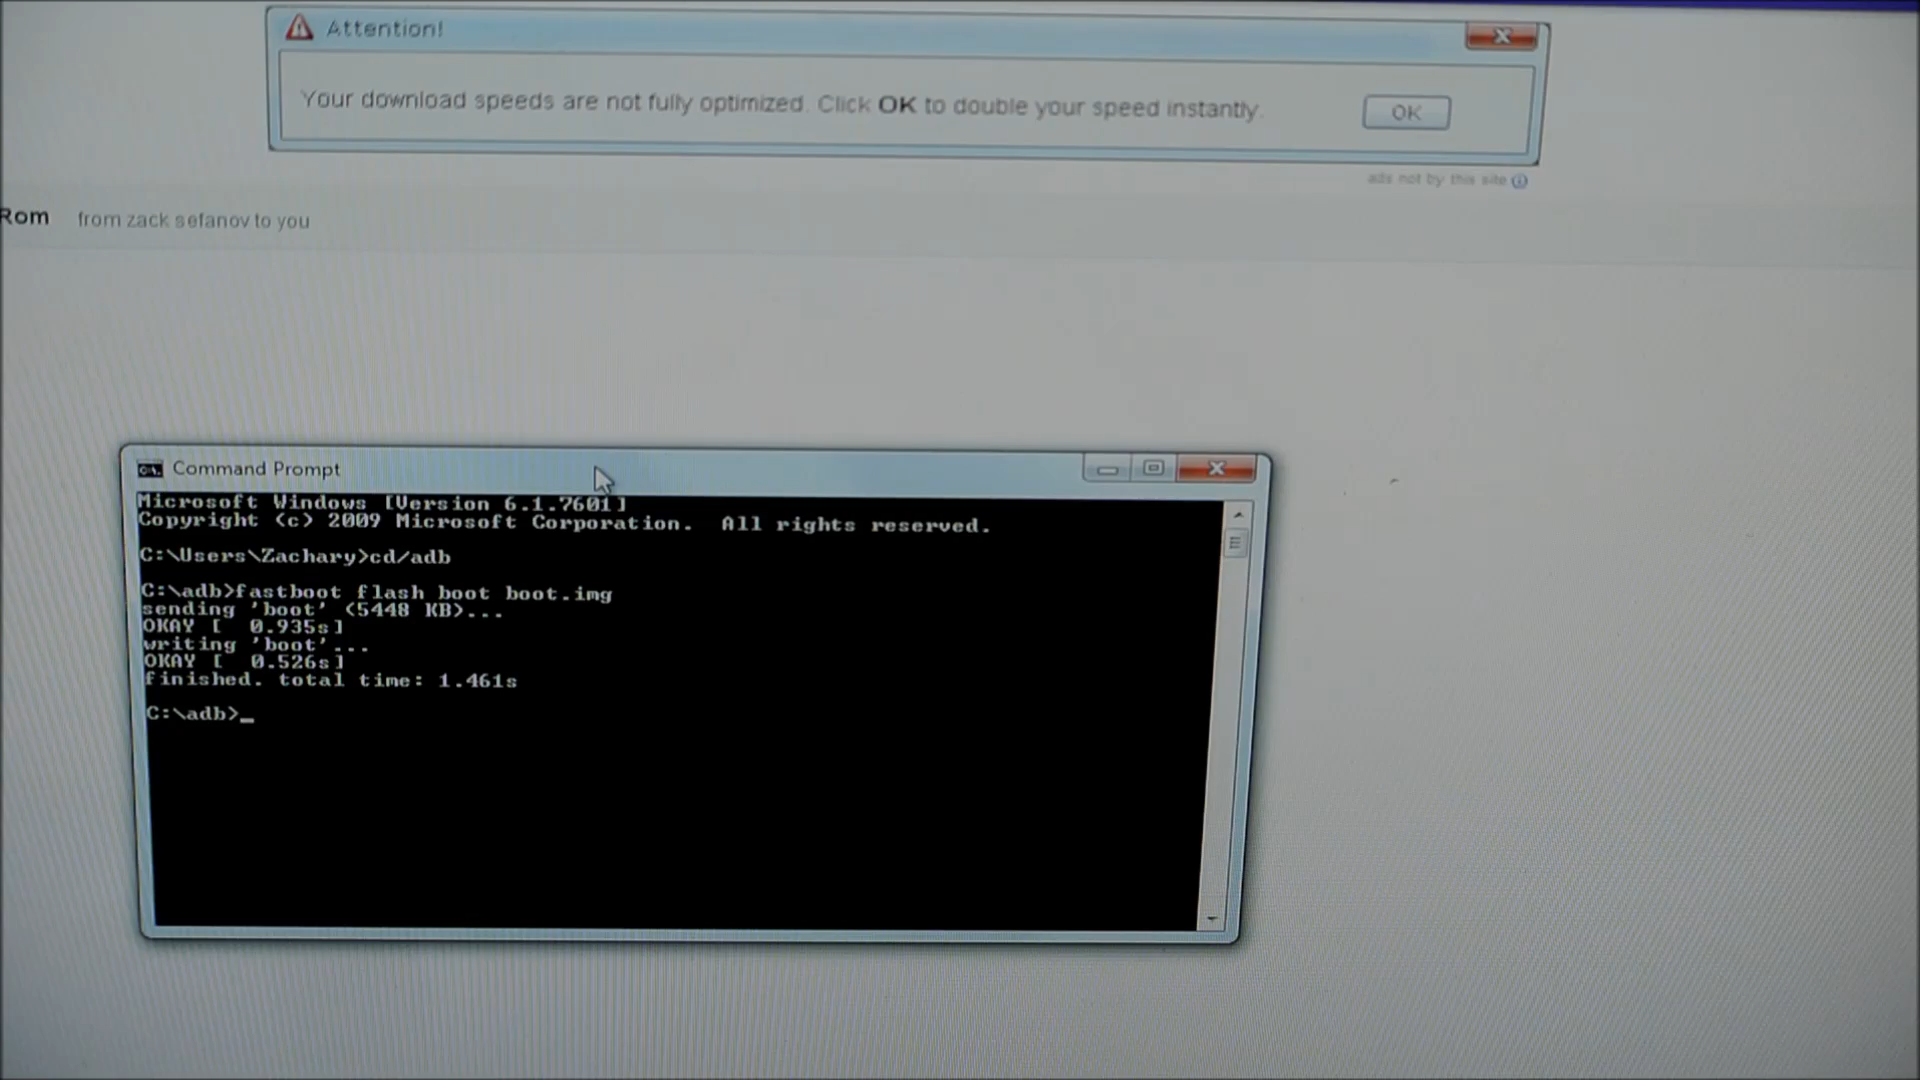 Attention!
Your download speeds are not fully optimized. Click OK to double your speed instantly.
OK
ads not by this site
Rom from zack sefanov to you
Command Prompt
Microsoft Windows [Version 6.1.7601]
Copyright (c) 2009 Microsoft Corporation. All rights reserved.
C:\Users\Zachary>cd/adb
C:\adb>fastboot flash boot boot.img
sending 'boot' (5448 KB)...
OKAY [ 0.935s]
writing 'boot'...
OKAY [ 0.526s]
finished. total time: 1.461s
C:\adb>_